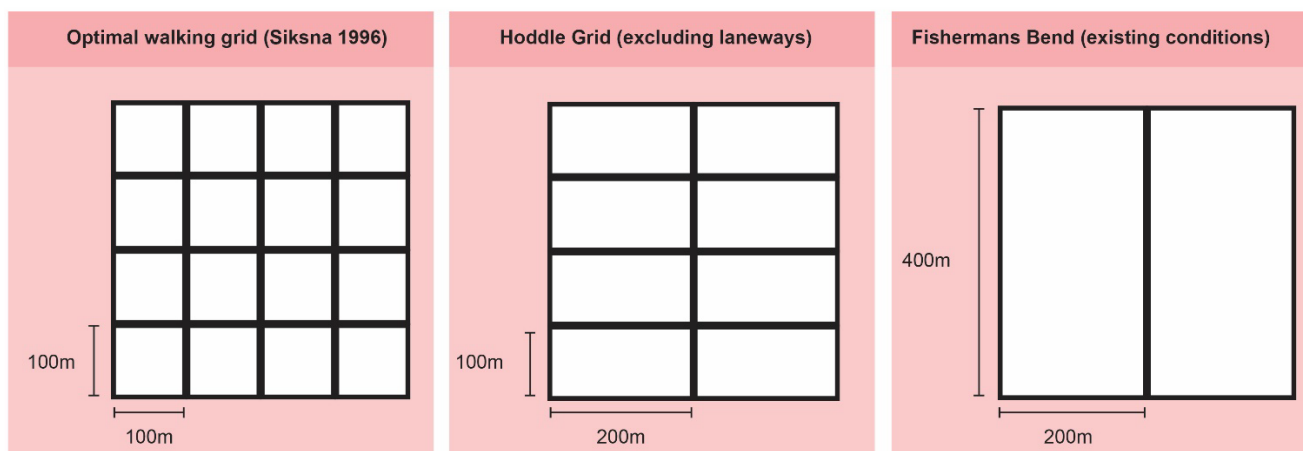 Optimal walking grid (Siksna 1996)
100m
100m
Hoddle Grid (excluding laneways)
100m
200m
Fishermans Bend (existing conditions)
400m
200m